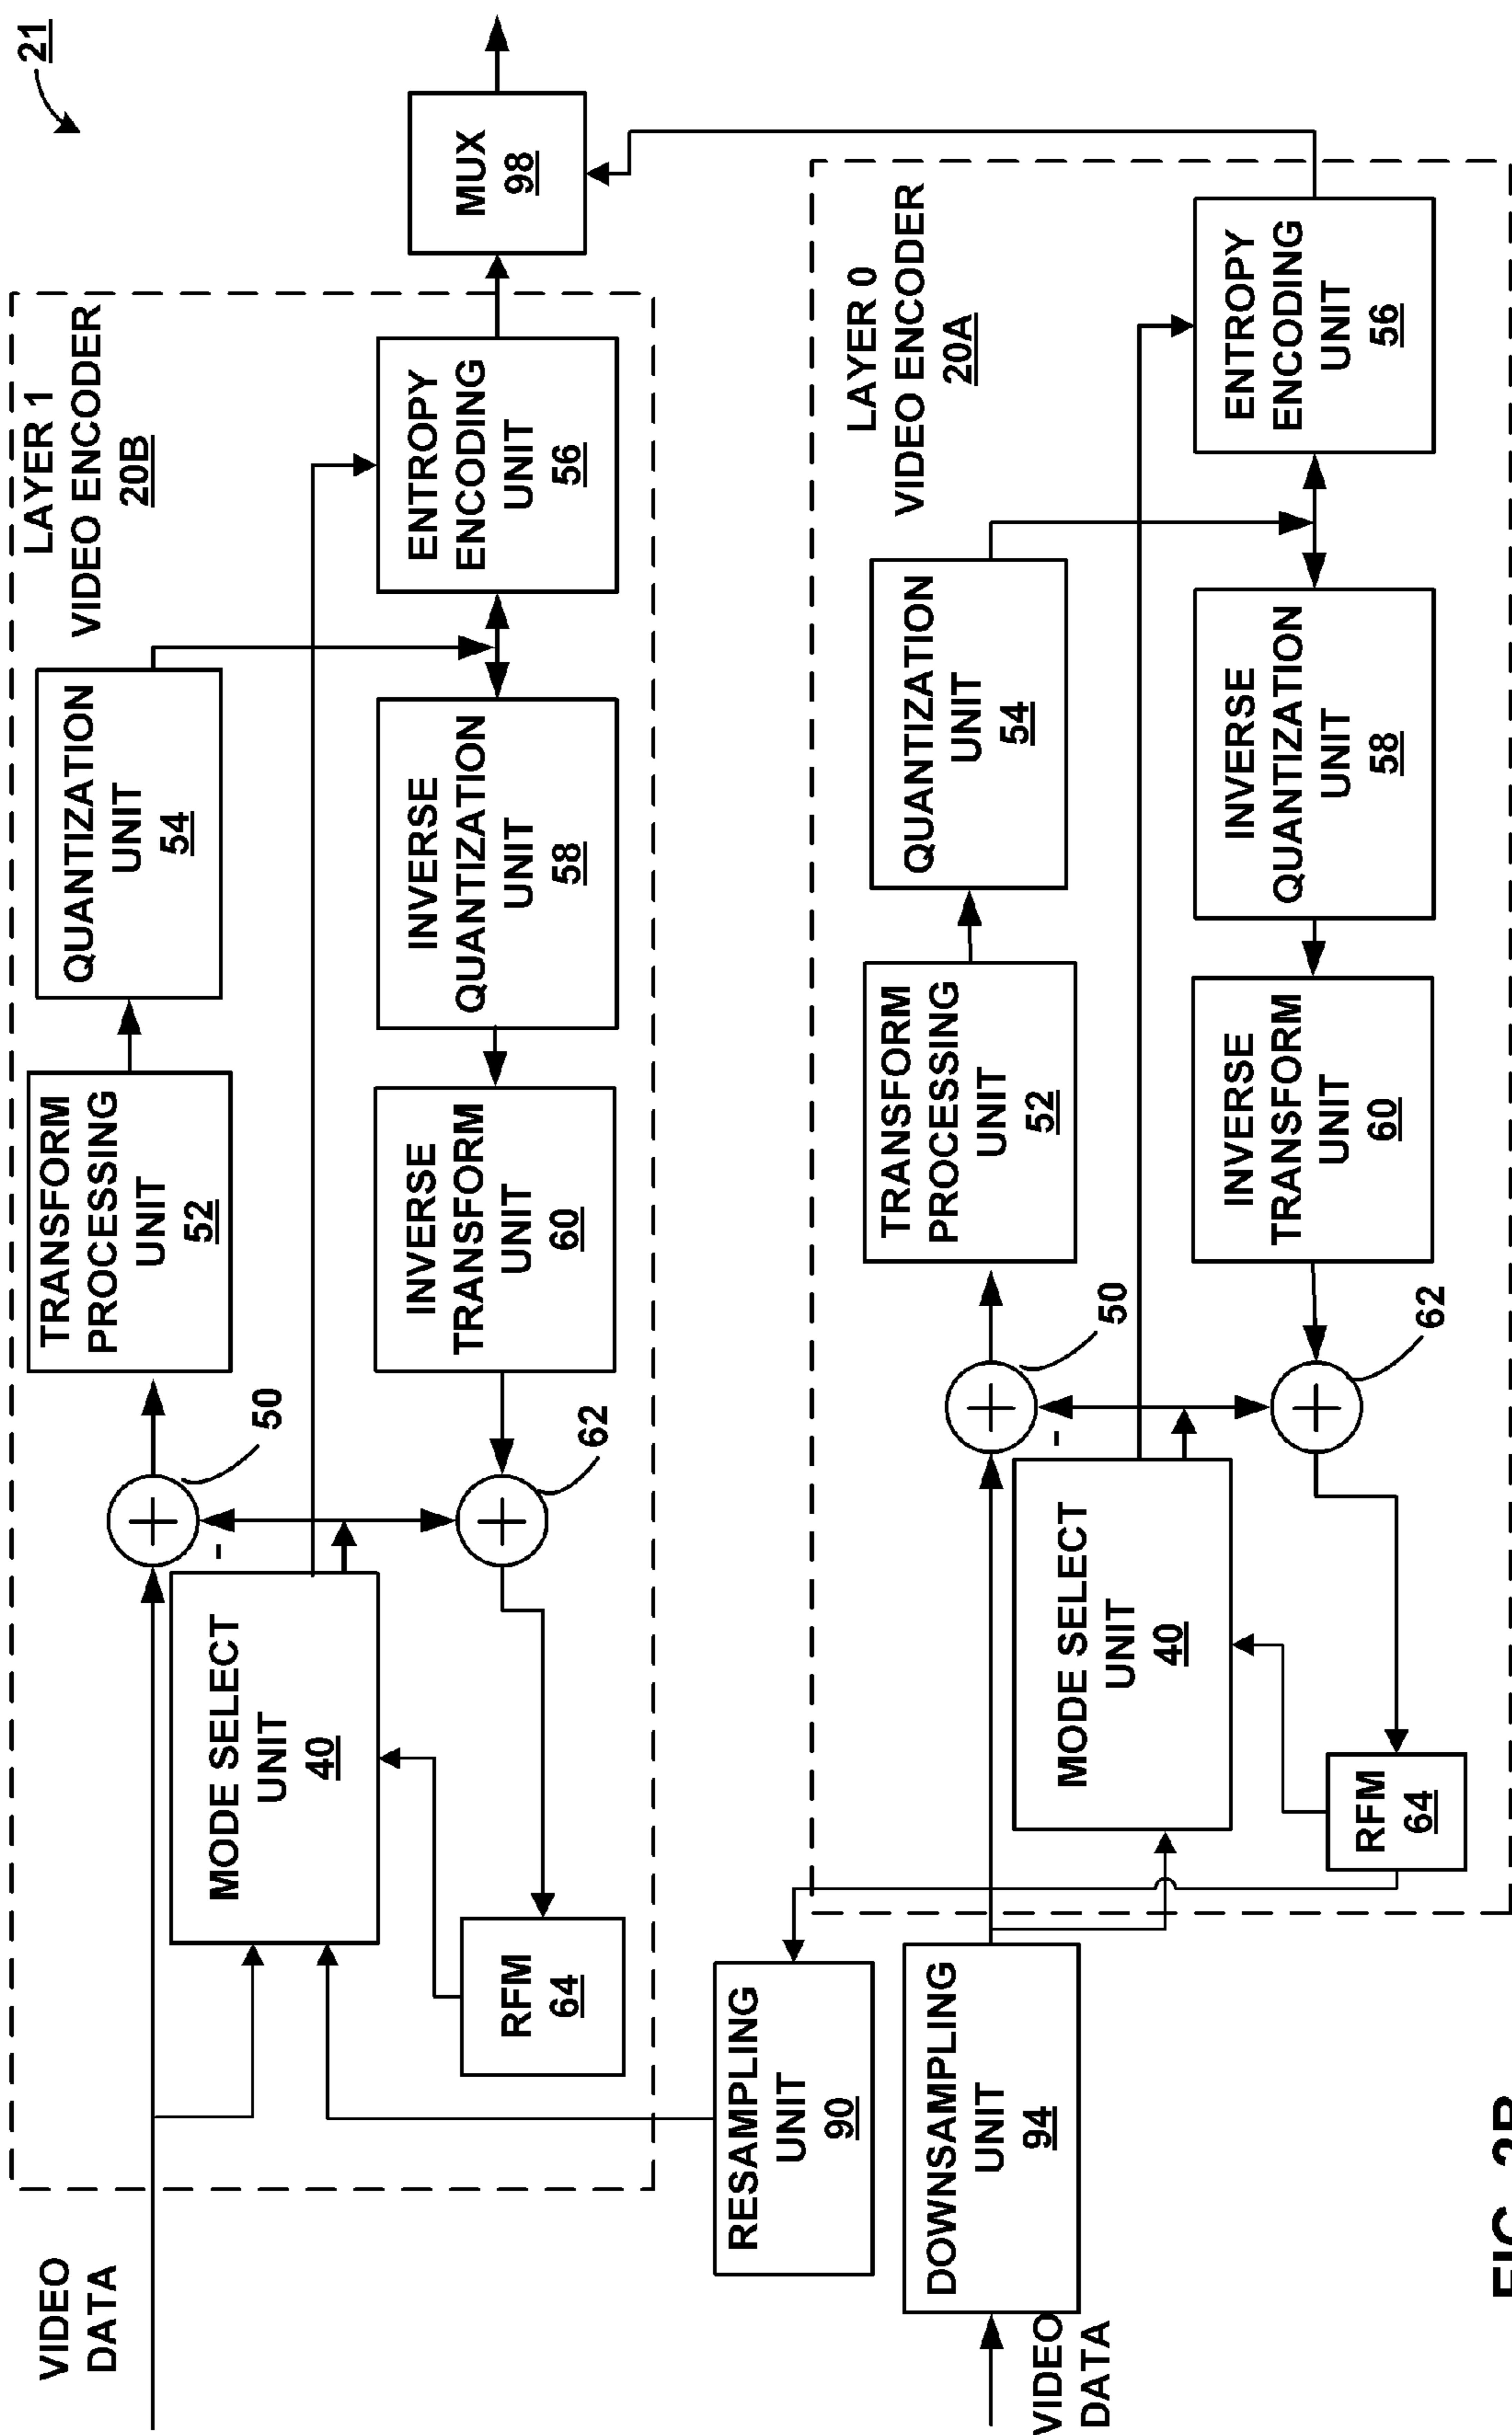 21
LAYER 1
VIDEO ENCODER
20B
VIDEO
DATA
TRANSFORM
PROCESSING
UNIT
52
QUANTIZATION
UNIT
54
50
-
MODE SELECT
UNIT
40
INVERSE
TRANSFORM
UNIT
60
INVERSE
QUANTIZATION
UNIT
58
ENTROPY
ENCODING
UNIT
56
MUX
98
62
RFM
64
RESAMPLING
UNIT
90
LAYER 0
VIDEO ENCODER
20A
DOWNSAMPLING
UNIT
94
VIDEO
DATA
TRANSFORM
PROCESSING
UNIT
52
QUANTIZATION
UNIT
54
50
-
MODE SELECT
UNIT
40
INVERSE
TRANSFORM
UNIT
60
INVERSE
QUANTIZATION
UNIT
58
ENTROPY
ENCODING
UNIT
56
62
RFM
64